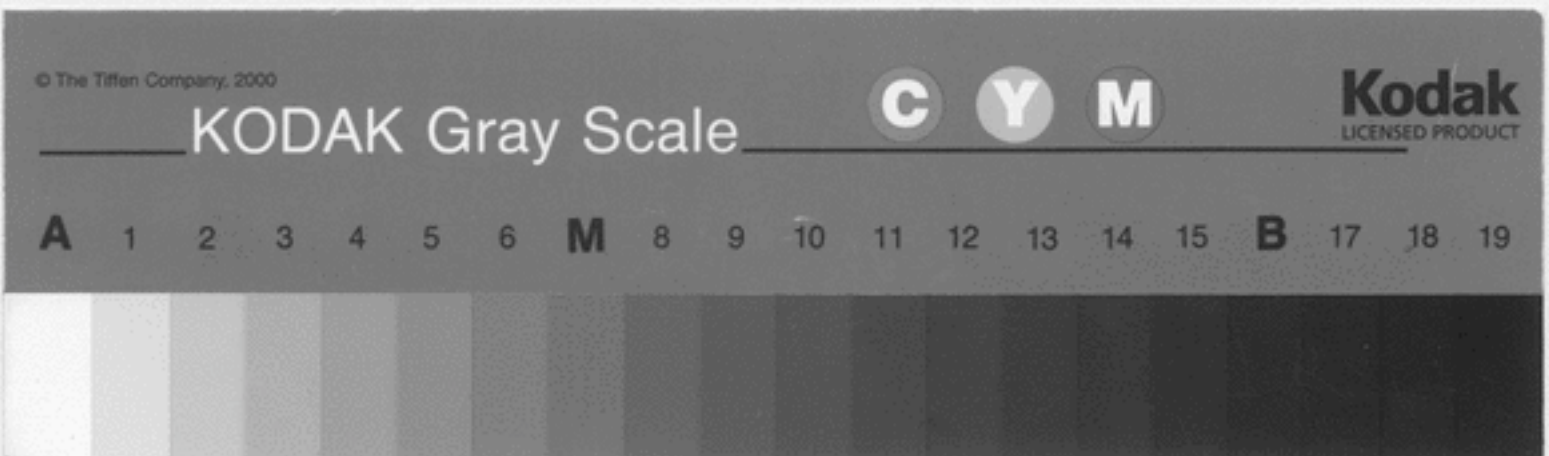 © The Tiffen Company, 2000
KODAK Gray Scale
C Y M
Kodak
LICENSED PRODUCT
A 1 2 3 4 5 6 M 8 9 10 11 12 13 14 15 B 17 18 19